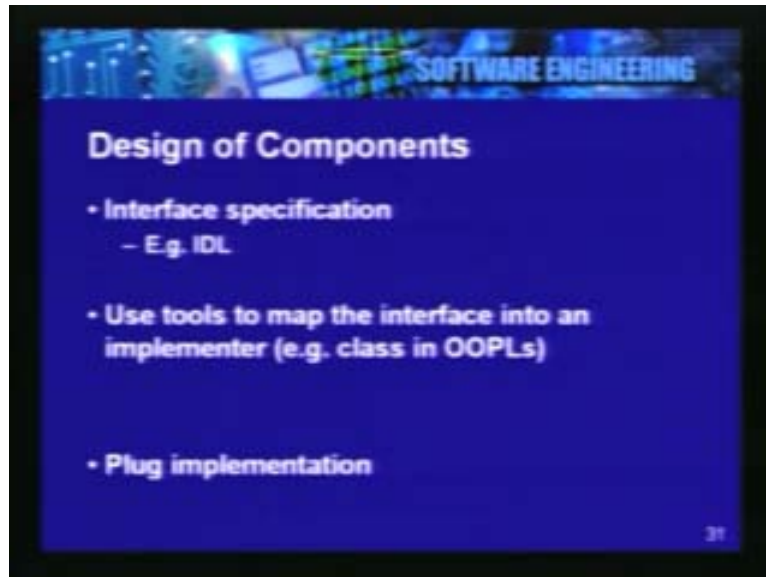 SOFTWARE ENGINEERING
Design of Components
• Interface specification
– E.g. IDL
• Use tools to map the interface into an
implementer (e.g. class in OOPLs)
• Plug implementation
31